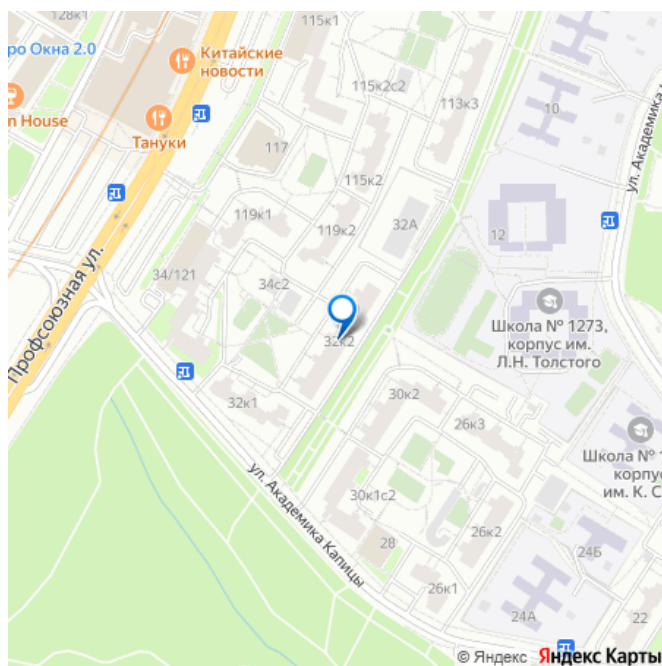 128к1
115к1
ро Окна 2.0
Китайские
новости
115к2с2
113к3
10
n House
Тануки
117
ул. Академика
115к2
119к1
119к2
32А
12
Профсоюзная ул.
34/121
34с2
Школа № 1273,
корпус им.
Л.Н. Толстого
32к2
32к1
30к2
26к3
Школа № 1
корпус
им. К. С
ул. Академика Капицы
30к1с2
28
26к2
24Б
26к1
24А
22
© Яндекс Яндекс Карты